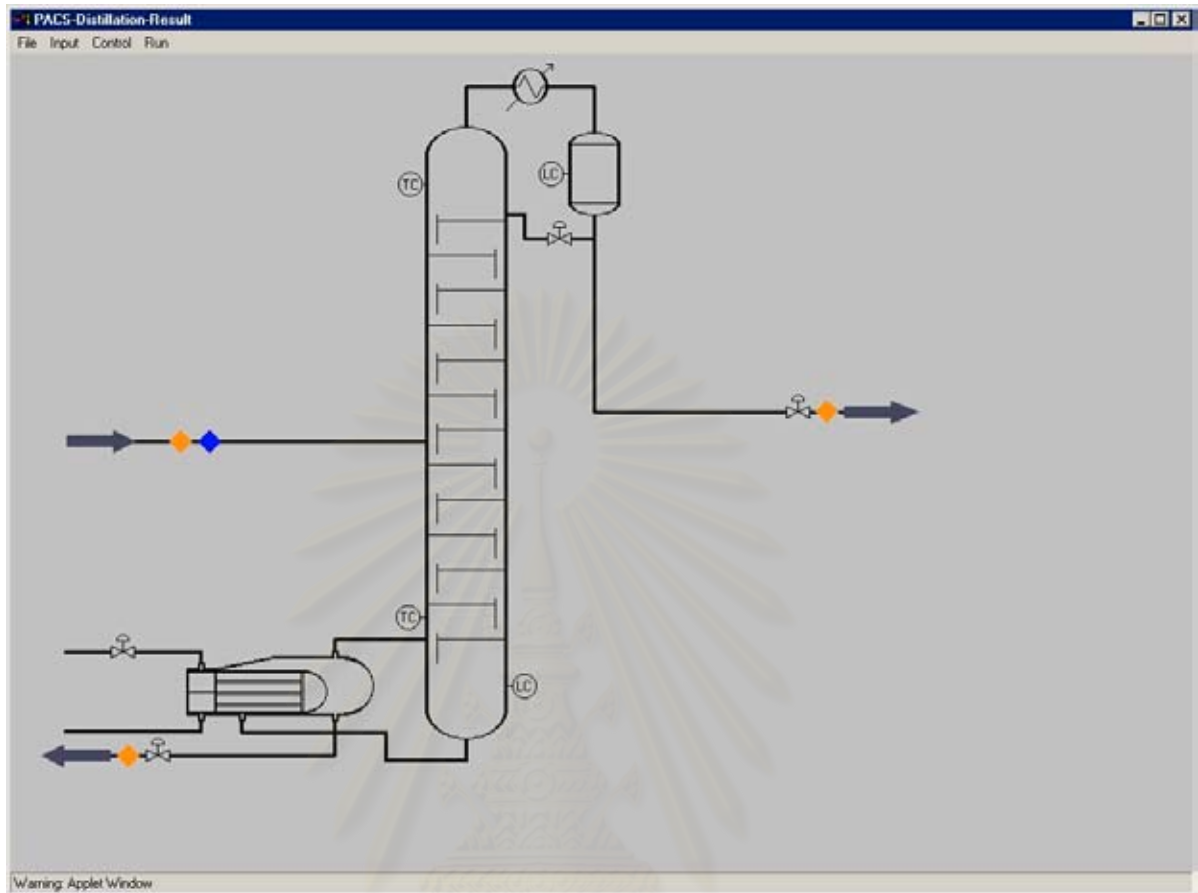 PACS-Distillation-Result
File Input Control Run
TC
LC
TC
LC
Warning: Applet Window